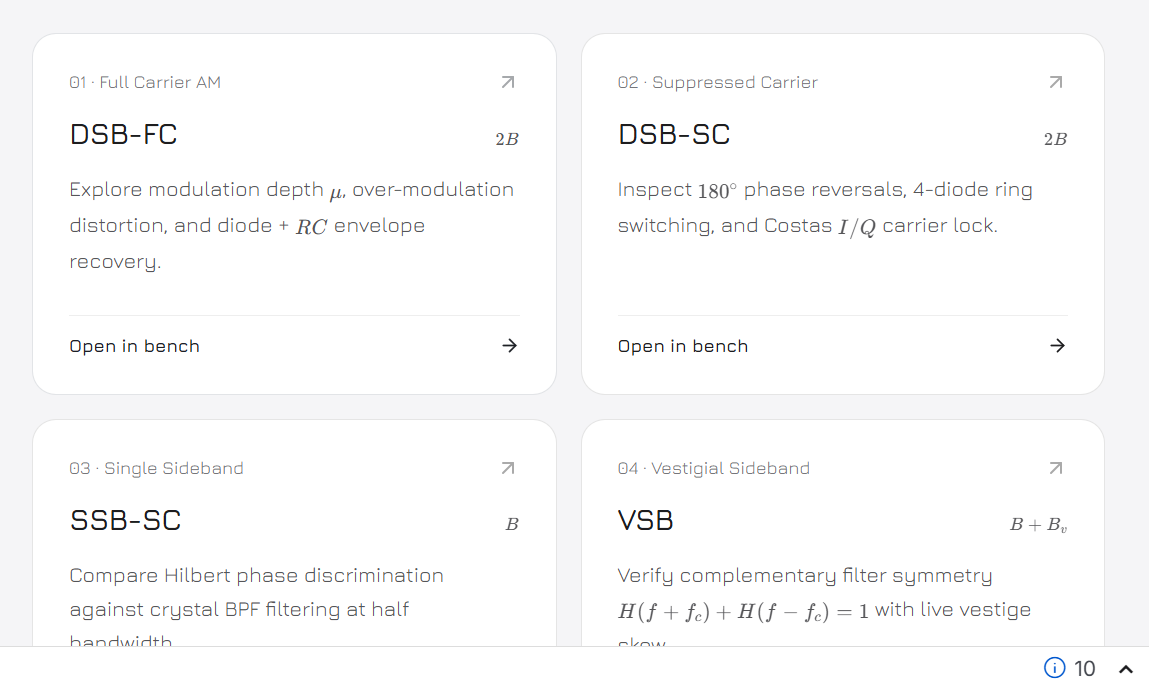 01 · Full Carrier AM
DSB-FC
2B
Explore modulation depth μ, over-modulation
distortion, and diode + RC envelope
recovery.
Open in bench
02 · Suppressed Carrier
DSB-SC
2B
Inspect 180° phase reversals, 4-diode ring
switching, and Costas I/Q carrier lock.
Open in bench
03 · Single Sideband
SSB-SC
B
Compare Hilbert phase discrimination
against crystal BPF filtering at half
bandwidth.
04 · Vestigial Sideband
VSB
B + Bᵥ
Verify complementary filter symmetry
H(f + f_c) + H(f − f_c) = 1 with live vestige
skew
10